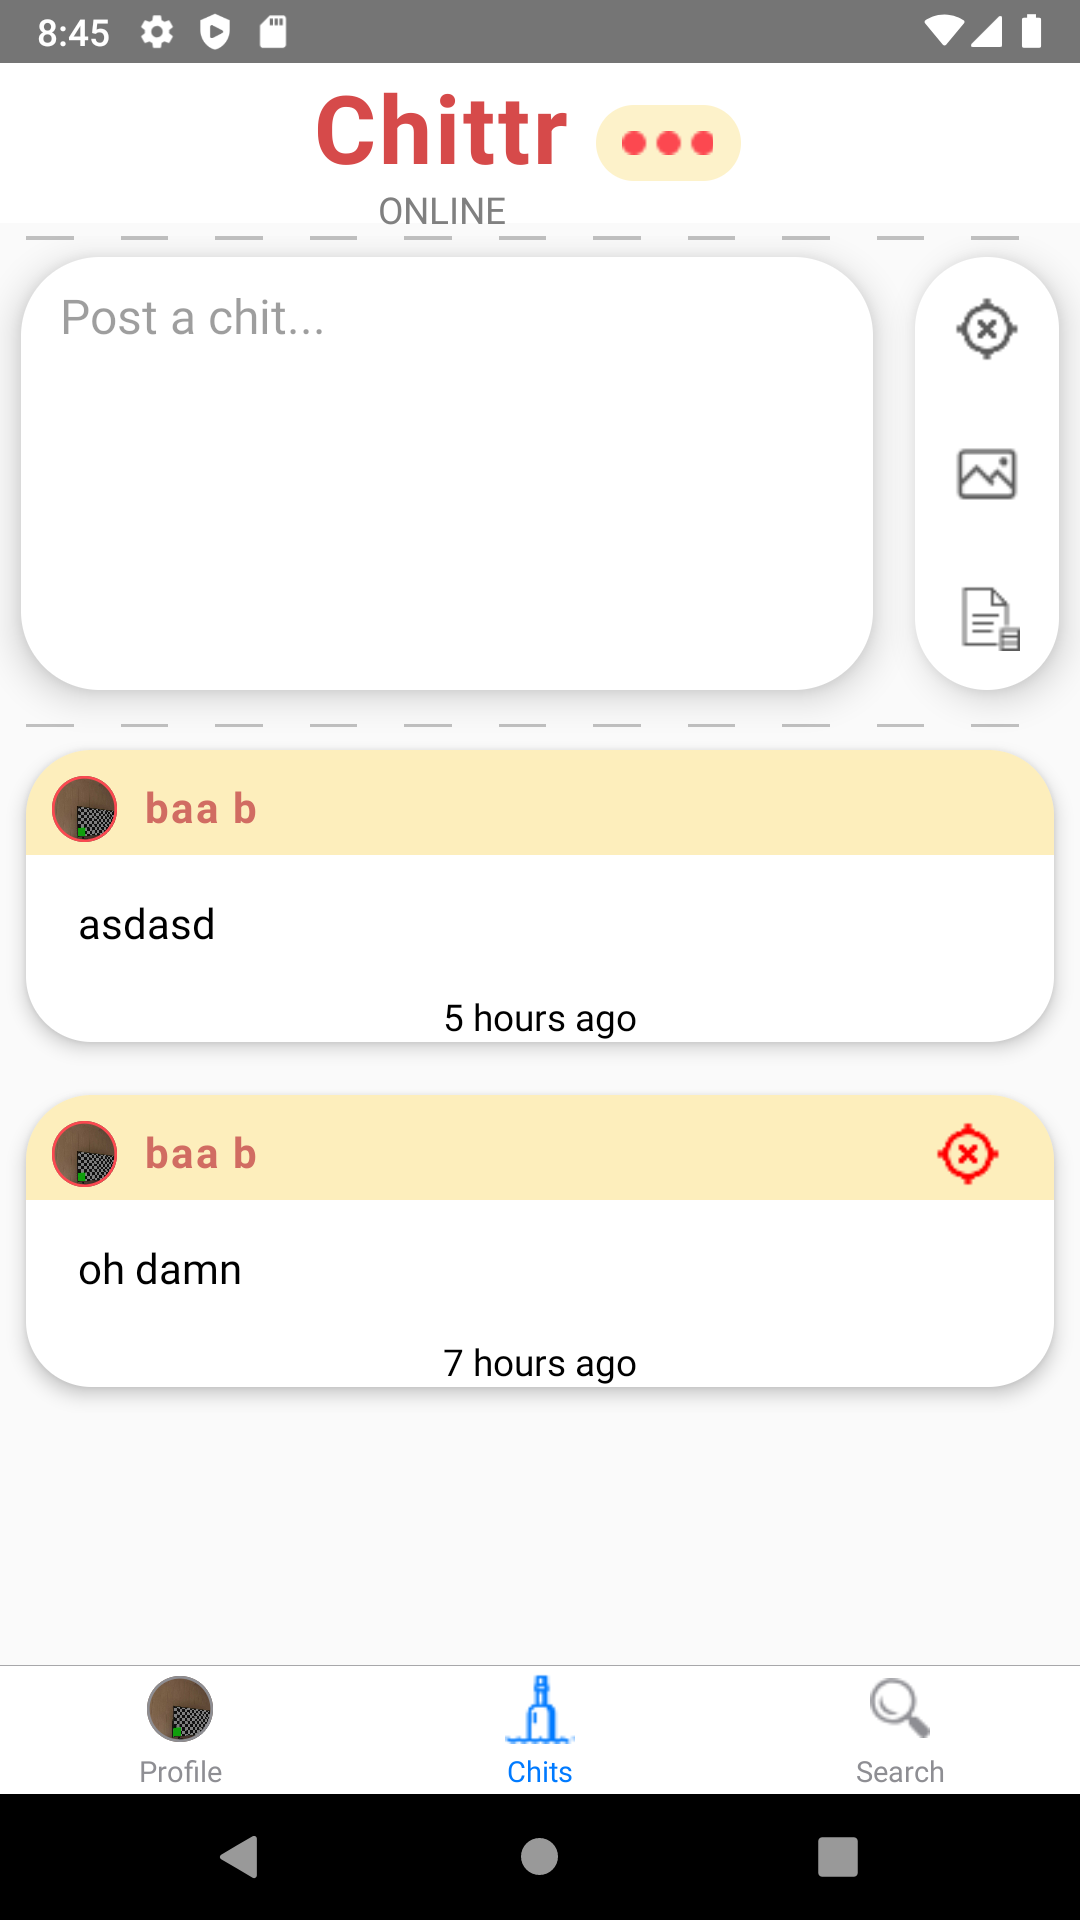 8:45
Chittr
ONLINE
Post a chit...
baa b
asdasd
5 hours ago
baa b
oh damn
7 hours ago
Profile
Chits
Search